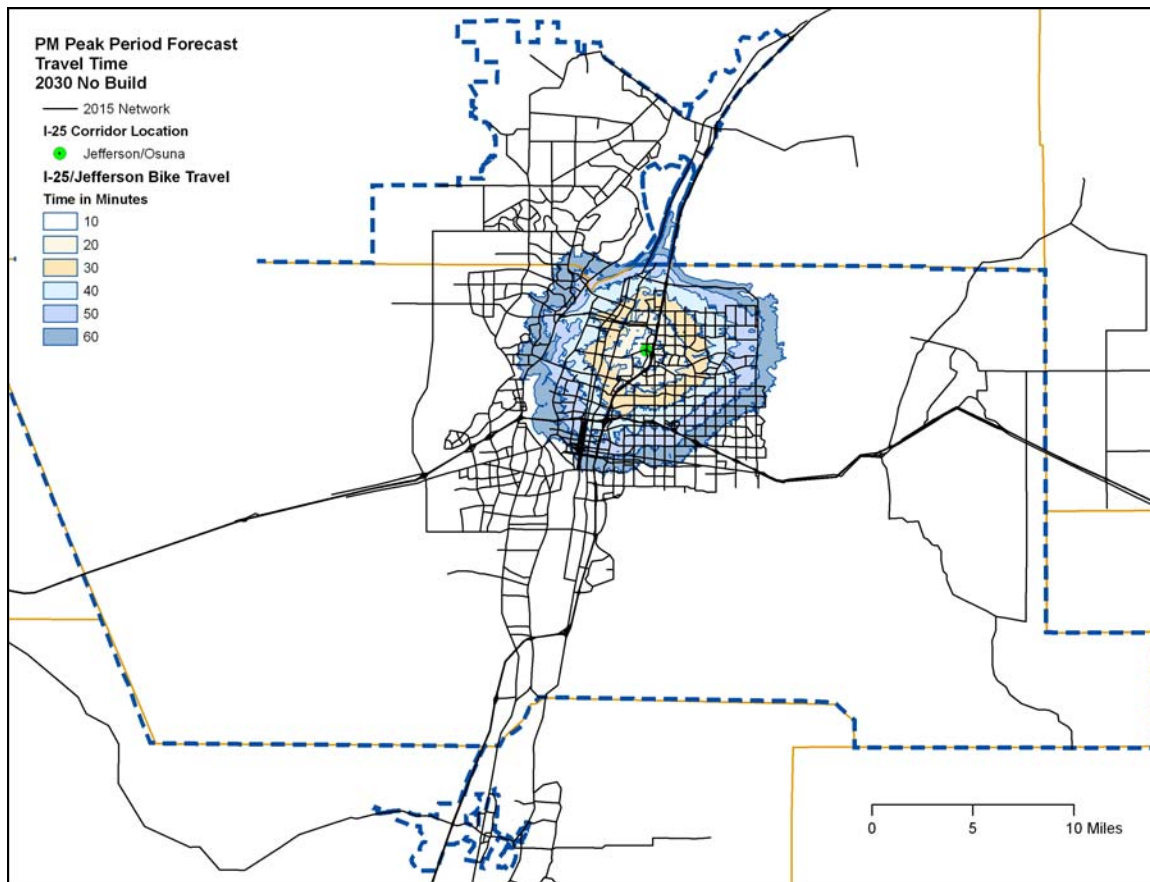 PM Peak Period Forecast
Travel Time
2030 No Build
2015 Network
I-25 Corridor Location
Jefferson/Osuna
I-25/Jefferson Bike Travel
Time in Minutes
10
20
30
40
50
60
0 5 10 Miles